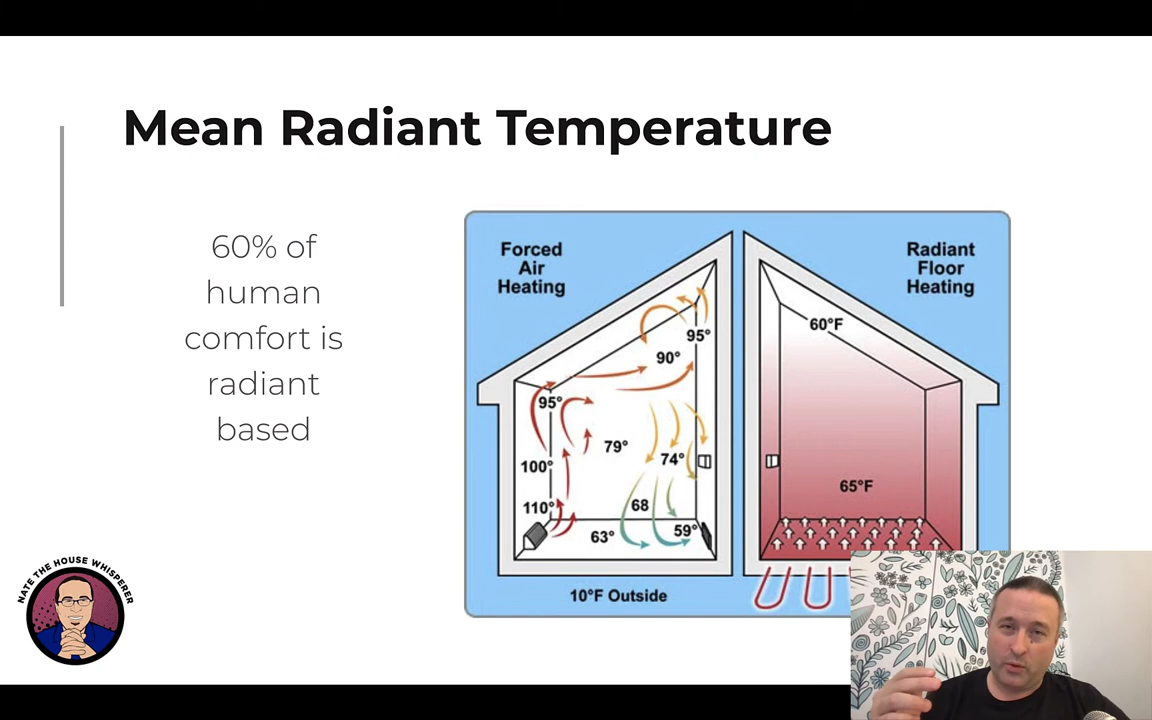 Mean Radiant Temperature
60% of
human
comfort is
radiant
based
Forced
Air
Heating
95°
90°
95°
79°
74°
100°
110°
68
63°
59°
10°F Outside
Radiant
Floor
Heating
60°F
65°F
NATE THE HOUSE WHISPERER